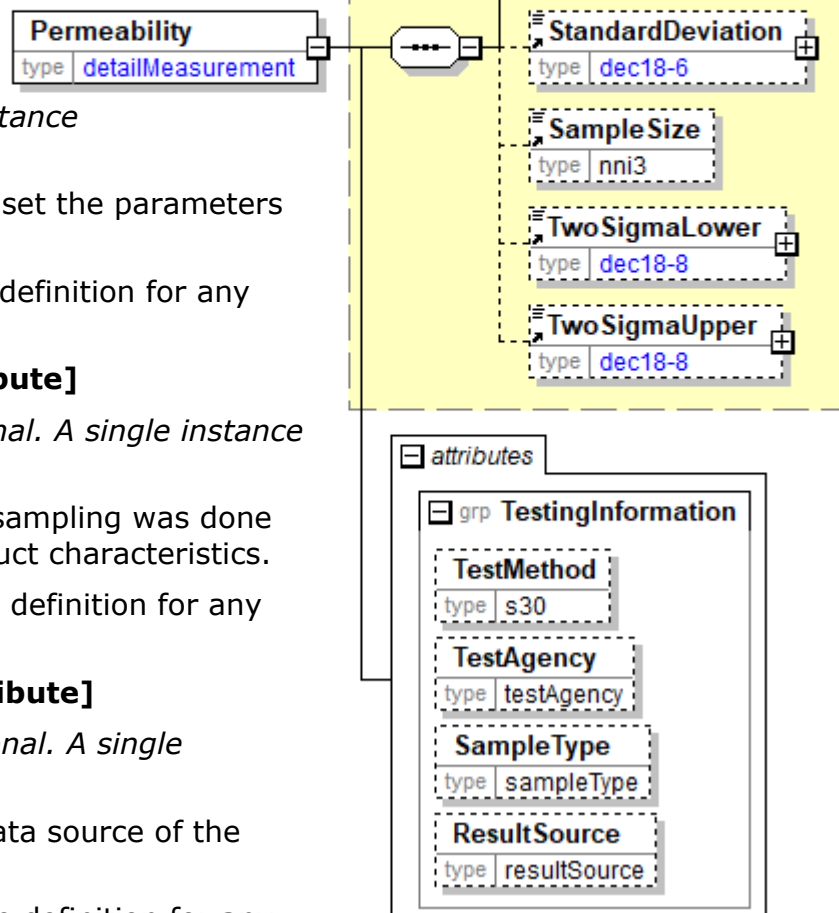 Permeability
type detailMeasurement
tance
set the parameters
definition for any
bute]
nal. A single instance
sampling was done
uct characteristics.
definition for any
ibute]
onal. A single
ata source of the
StandardDeviation
type dec18-6
SampleSize
type nni3
TwoSigmaLower
type dec18-8
TwoSigmaUpper
type dec18-8
attributes
grp TestingInformation
TestMethod
type s30
TestAgency
type testAgency
SampleType
type sampleType
ResultSource
type resultSource